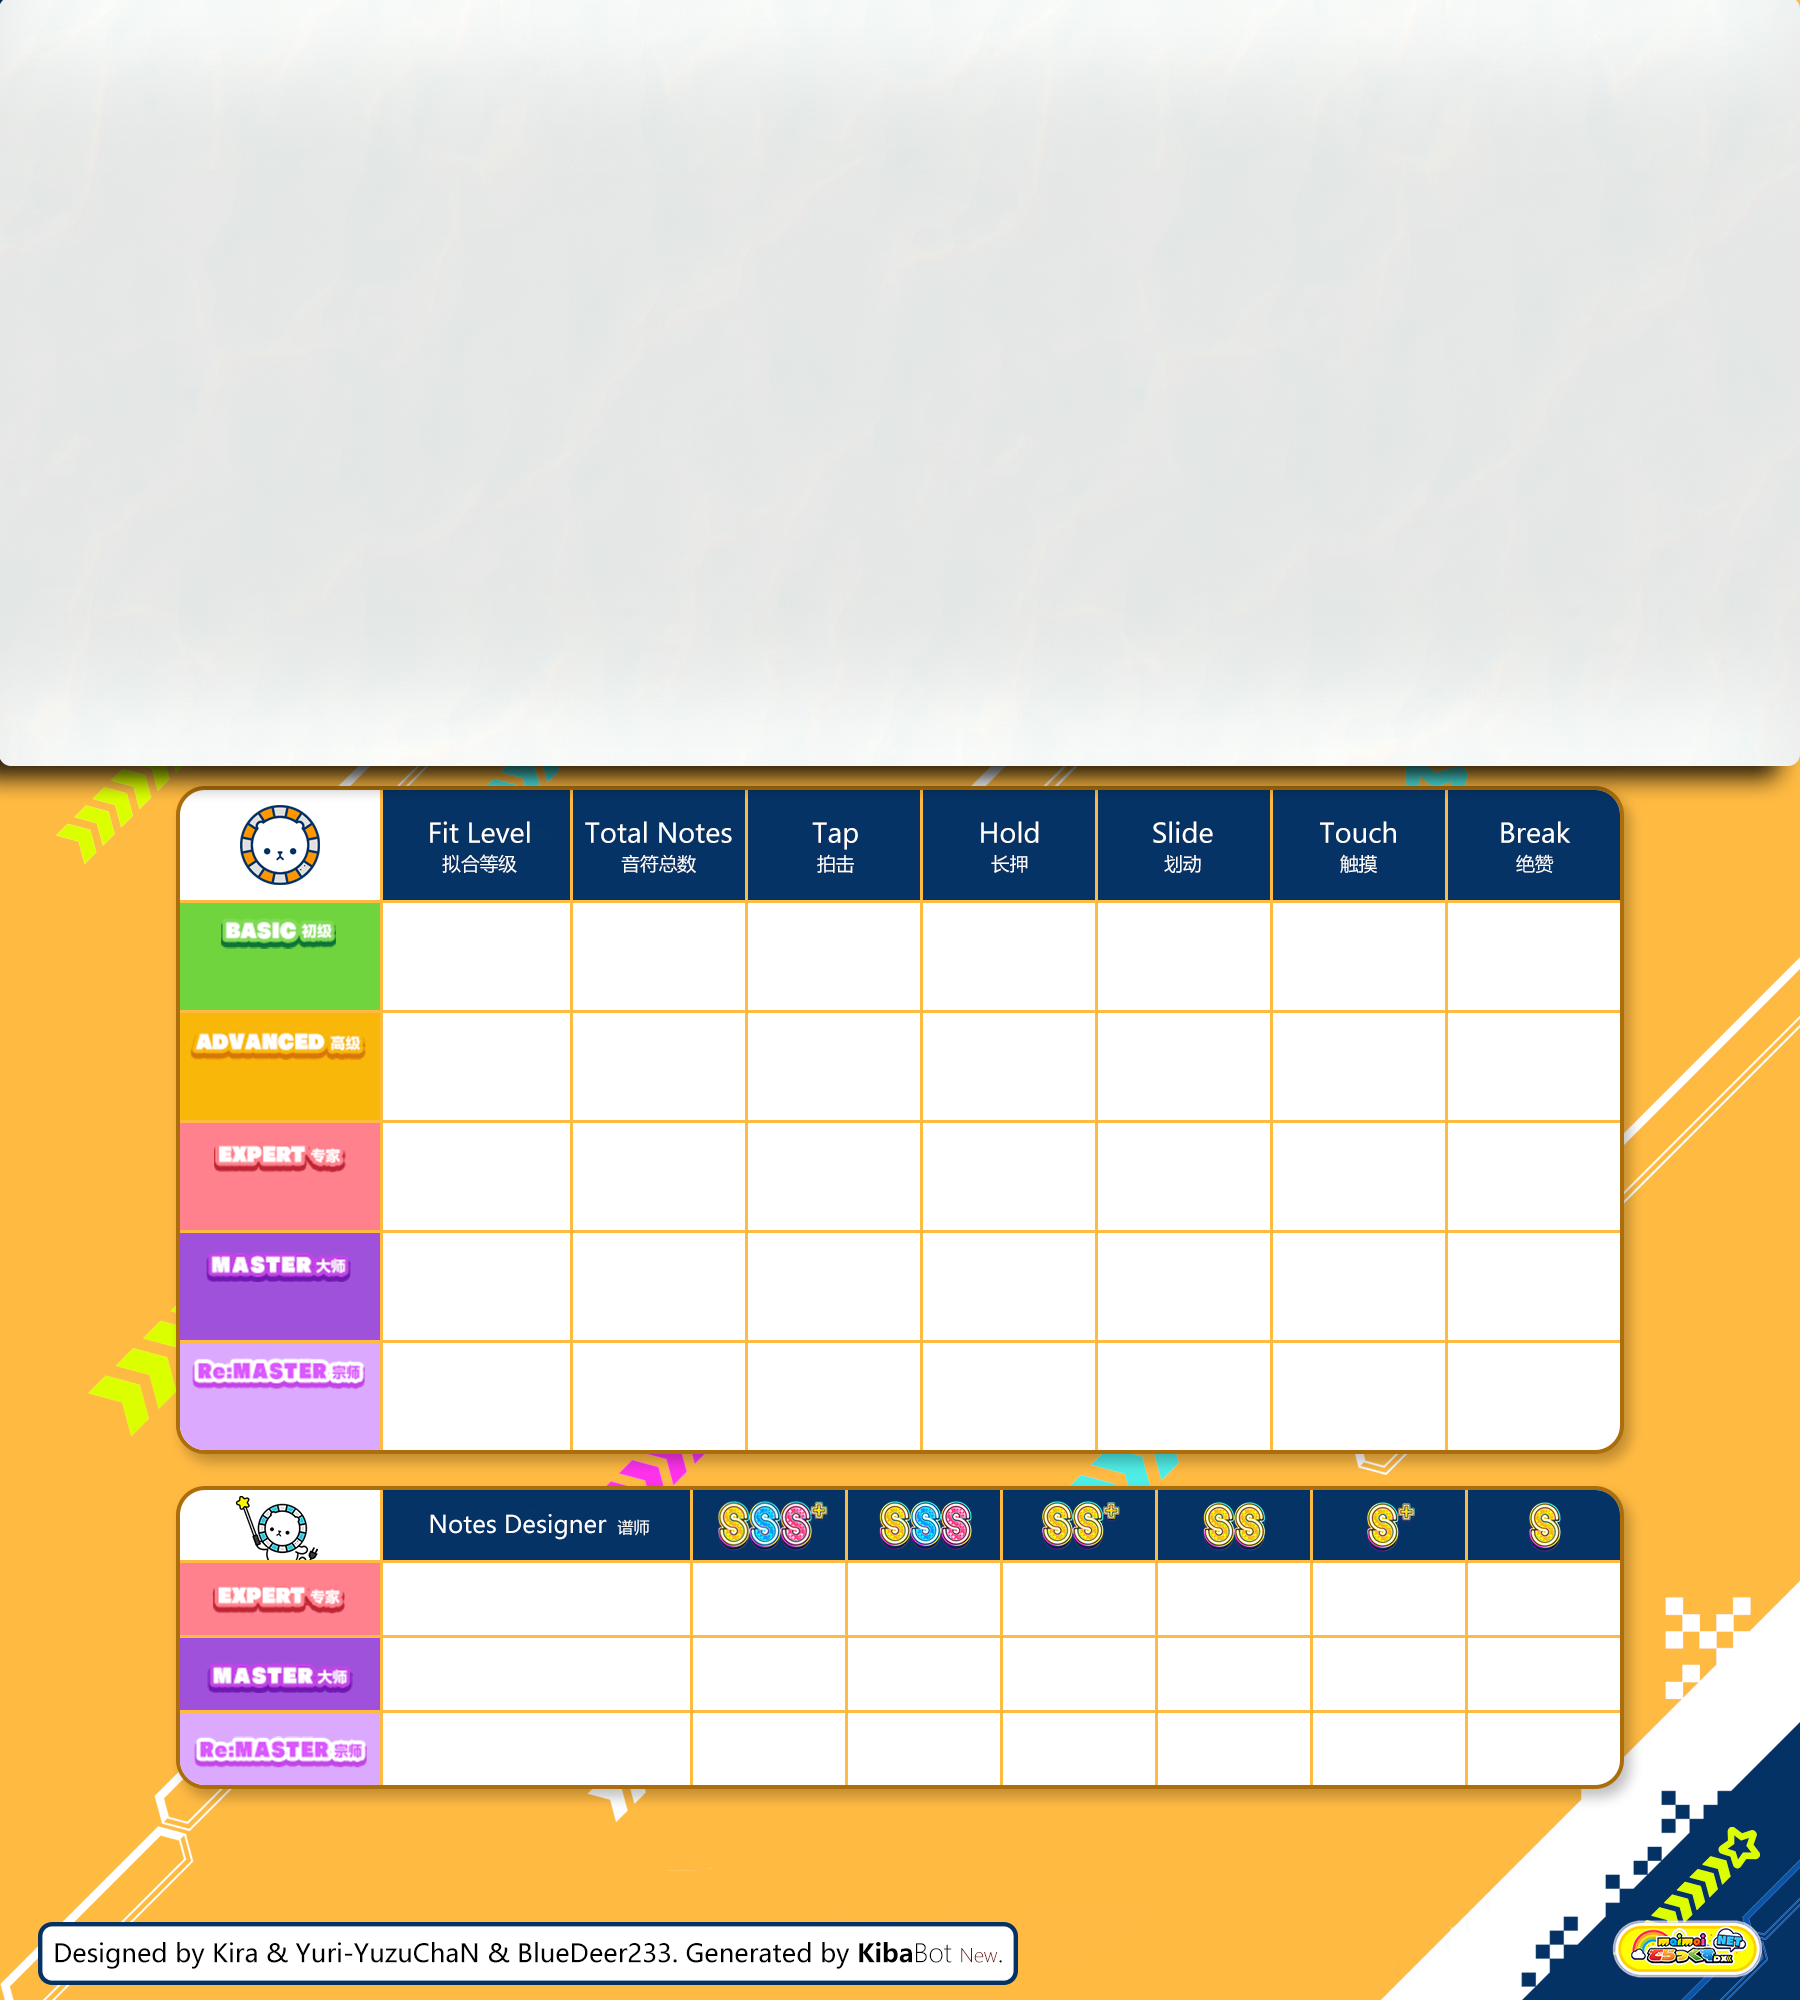 Fit Level
拟合等级
Total Notes
音符总数
Tap
拍击
Hold
长押
Slide
划动
Touch
触摸
Break
绝赞
BASIC 初级
ADVANCED 高级
EXPERT 专家
MASTER 大师
Re:MASTER 宗师
Notes Designer 谱师
SSS+
SSS
SS+
SS
S+
S
EXPERT 专家
MASTER 大师
Re:MASTER 宗师
Designed by Kira & Yuri-YuzuChaN & BlueDeer233. Generated by KibaBot New.
maimai NET
でらっくす DX